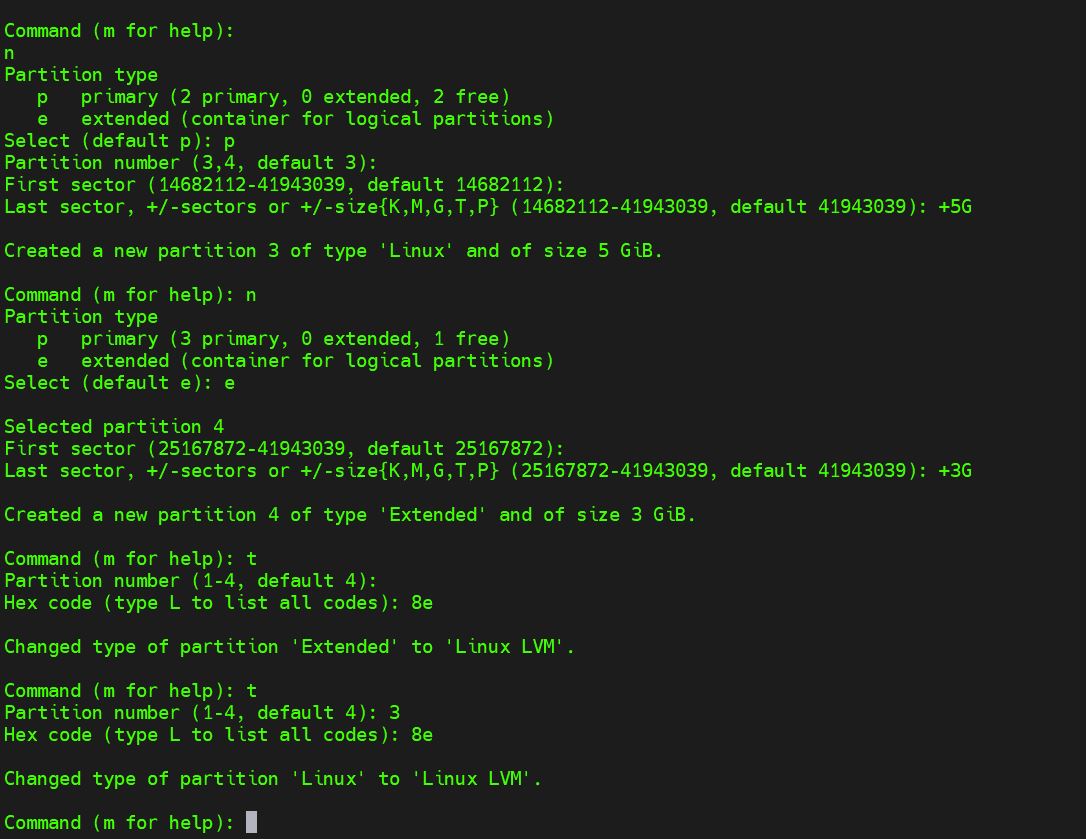 Command (m for help):
n
Partition type
   p   primary (2 primary, 0 extended, 2 free)
   e   extended (container for logical partitions)
Select (default p): p
Partition number (3,4, default 3):
First sector (14682112-41943039, default 14682112):
Last sector, +/-sectors or +/-size{K,M,G,T,P} (14682112-41943039, default 41943039): +5G
Created a new partition 3 of type 'Linux' and of size 5 GiB.
Command (m for help): n
Partition type
   p   primary (3 primary, 0 extended, 1 free)
   e   extended (container for logical partitions)
Select (default e): e
Selected partition 4
First sector (25167872-41943039, default 25167872):
Last sector, +/-sectors or +/-size{K,M,G,T,P} (25167872-41943039, default 41943039): +3G
Created a new partition 4 of type 'Extended' and of size 3 GiB.
Command (m for help): t
Partition number (1-4, default 4):
Hex code (type L to list all codes): 8e
Changed type of partition 'Extended' to 'Linux LVM'.
Command (m for help): t
Partition number (1-4, default 4): 3
Hex code (type L to list all codes): 8e
Changed type of partition 'Linux' to 'Linux LVM'.
Command (m for help):